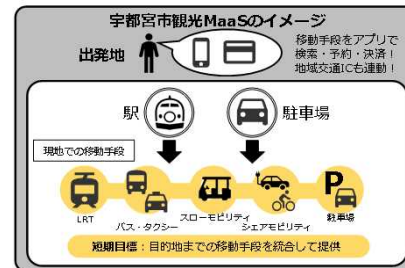 宇都宮市観光MaaSのイメージ
出発地
移動手段をアプリで
検索・予約・決済！
地域交通ICも連動！
駅
駐車場
現地での移動手段
LRT
バス・タクシー
スローモビリティ
シェアモビリティ
P
駐車場
短期目標：目的地までの移動手段を統合して提供